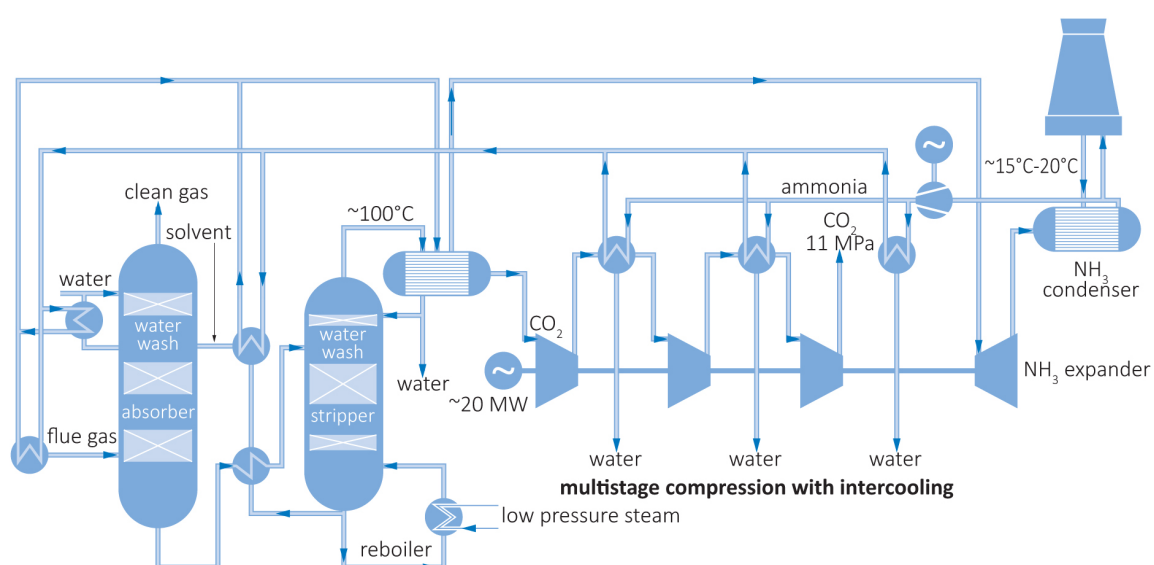 ~15°C-20°C
clean gas
ammonia
~100°C
CO₂
11 MPa
solvent
water
NH₃
condenser
water
wash
CO₂
water
wash
NH₃ expander
water
~20 MW
absorber
stripper
flue gas
water
water
water
multistage compression with intercooling
low pressure steam
reboiler
~
~